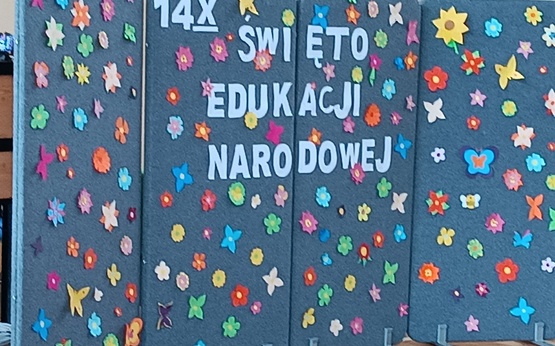 14X
ŚWIĘTO
EDUKACJI
NARODOWEJ